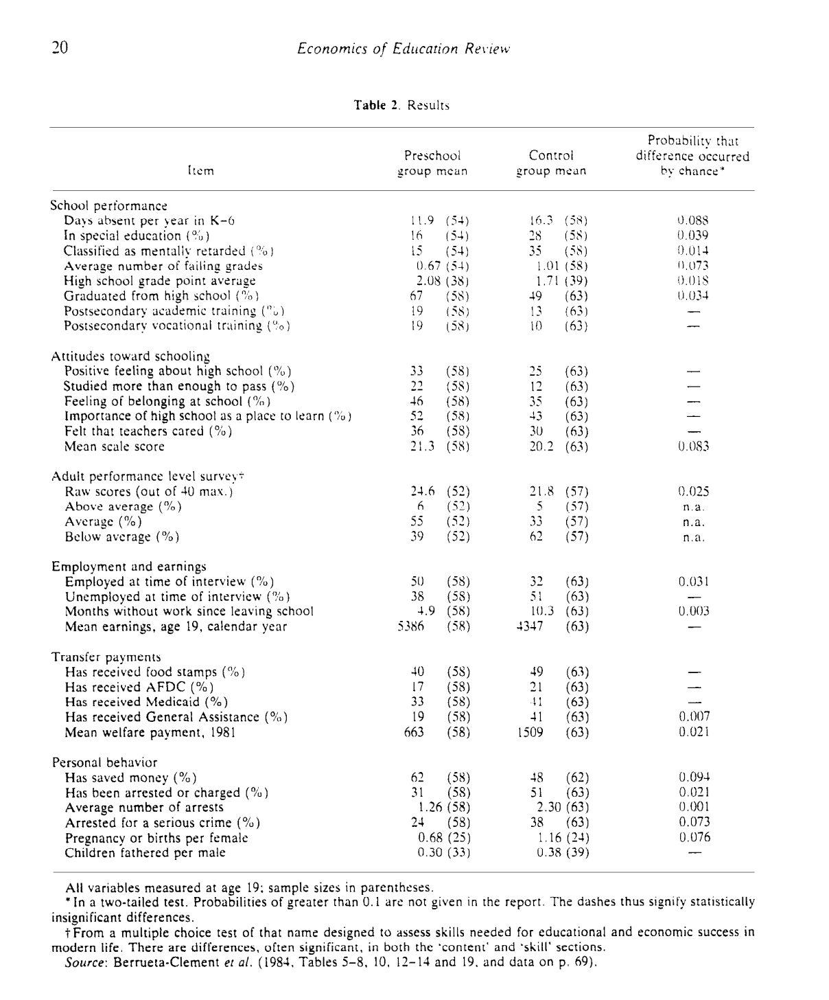 20
Economics of Education Review
Table 2. Results
Item
Preschool group mean
Control group mean
Probability that difference occurred by chance*
School performance
Days absent per year in K–6 11.9 (54) 16.3 (58) 0.088
In special education (%) 16 (54) 28 (58) 0.039
Classified as mentally retarded (%) 15 (54) 35 (58) 0.014
Average number of failing grades 0.67 (54) 1.01 (58) 0.073
High school grade point average 2.08 (38) 1.71 (39) 0.018
Graduated from high school (%) 67 (58) 49 (63) 0.034
Postsecondary academic training (%) 19 (58) 13 (63) —
Postsecondary vocational training (%) 19 (58) 10 (63) —
Attitudes toward schooling
Positive feeling about high school (%) 33 (58) 25 (63) —
Studied more than enough to pass (%) 22 (58) 12 (63) —
Feeling of belonging at school (%) 46 (58) 35 (63) —
Importance of high school as a place to learn (%) 52 (58) 43 (63) —
Felt that teachers cared (%) 36 (58) 30 (63) —
Mean scale score 21.3 (58) 20.2 (63) 0.083
Adult performance level survey†
Raw scores (out of 40 max.) 24.6 (52) 21.8 (57) 0.025
Above average (%) 6 (52) 5 (57) n.a.
Average (%) 55 (52) 33 (57) n.a.
Below average (%) 39 (52) 62 (57) n.a.
Employment and earnings
Employed at time of interview (%) 50 (58) 32 (63) 0.031
Unemployed at time of interview (%) 38 (58) 51 (63) —
Months without work since leaving school 4.9 (58) 10.3 (63) 0.003
Mean earnings, age 19, calendar year 5386 (58) 4347 (63) —
Transfer payments
Has received food stamps (%) 40 (58) 49 (63) —
Has received AFDC (%) 17 (58) 21 (63) —
Has received Medicaid (%) 33 (58) 41 (63) —
Has received General Assistance (%) 19 (58) 41 (63) 0.007
Mean welfare payment, 1981 663 (58) 1509 (63) 0.021
Personal behavior
Has saved money (%) 62 (58) 48 (62) 0.094
Has been arrested or charged (%) 31 (58) 51 (63) 0.021
Average number of arrests 1.26 (58) 2.30 (63) 0.001
Arrested for a serious crime (%) 24 (58) 38 (63) 0.073
Pregnancy or births per female 0.68 (25) 1.16 (24) 0.076
Children fathered per male 0.30 (33) 0.38 (39) —
All variables measured at age 19; sample sizes in parentheses.
*In a two-tailed test. Probabilities of greater than 0.1 are not given in the report. The dashes thus signify statistically
insignificant differences.
†From a multiple choice test of that name designed to assess skills needed for educational and economic success in
modern life. There are differences, often significant, in both the 'content' and 'skill' sections.
Source: Berrueta-Clement et al. (1984, Tables 5–8, 10, 12–14 and 19, and data on p. 69).